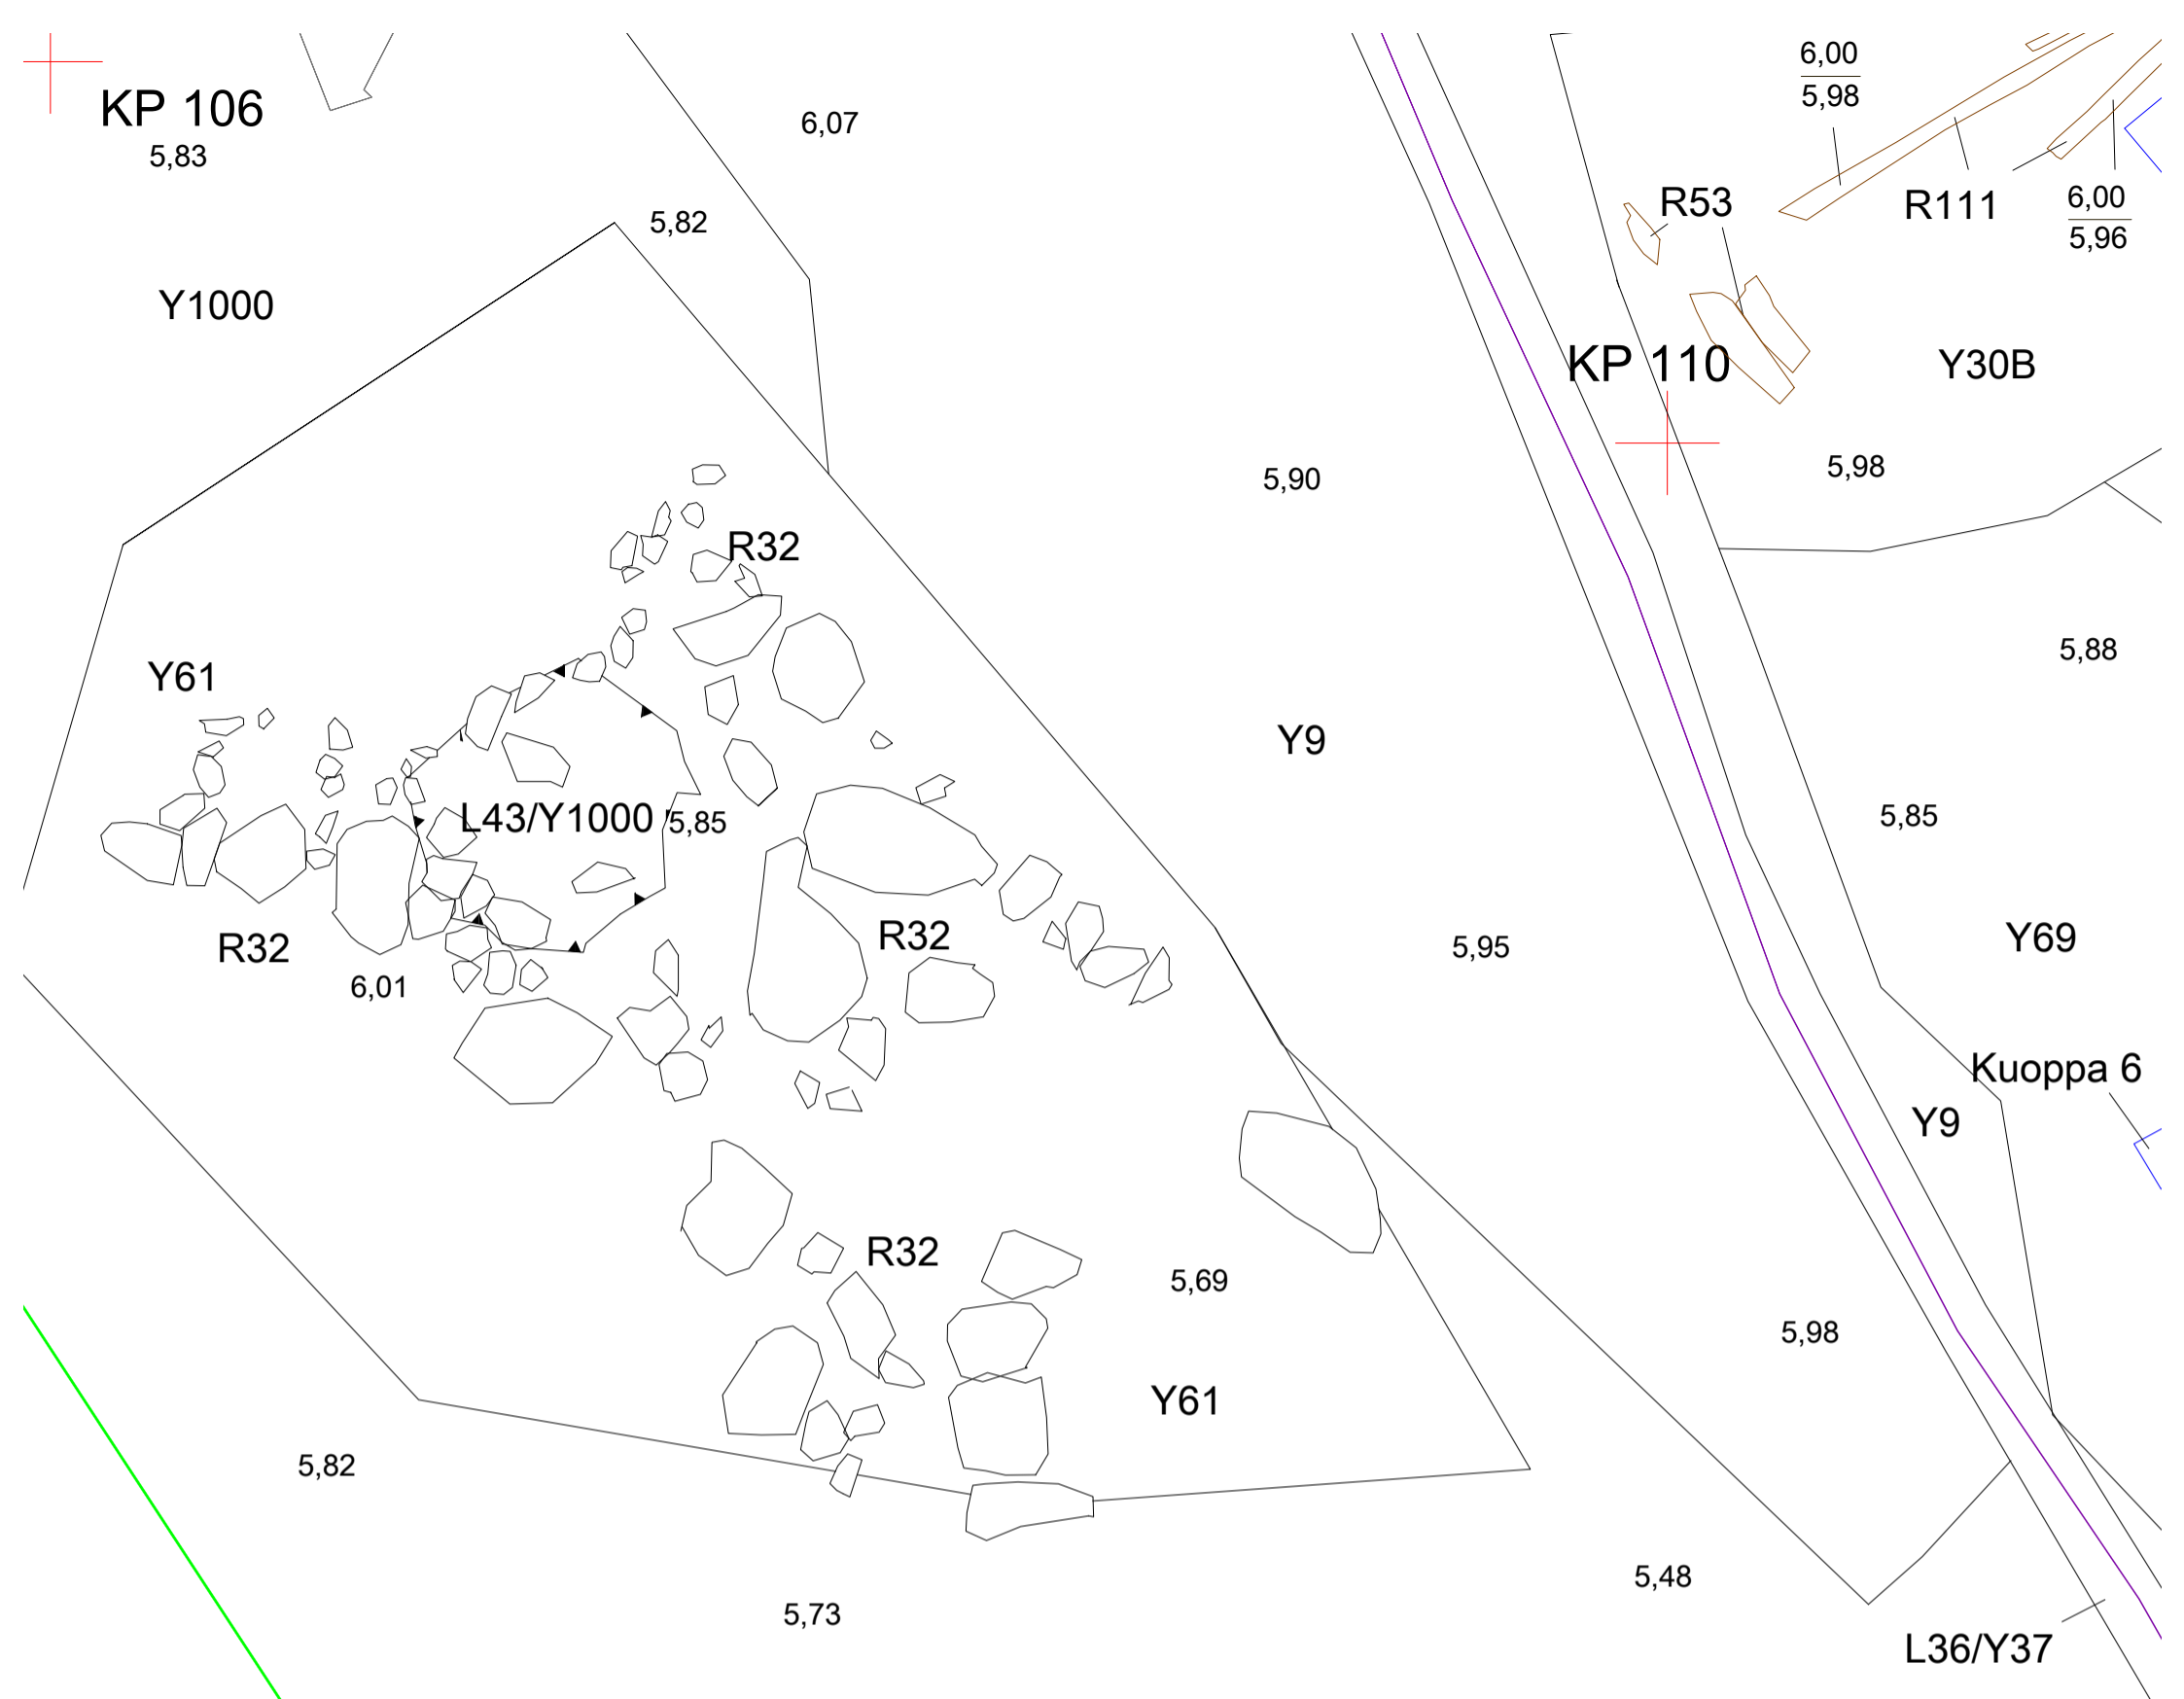 6,00
5,98
KP 106
6,07
5,83
R53
R111
6,00
5,96
5,82
Y1000
KP 110
Y30B
5,98
5,90
R32
5,88
Y61
Y9
L43/Y1000
5,85
5,85
R32
R32
Y69
5,95
6,01
Kuoppa 6
Y9
R32
5,69
5,98
Y61
5,82
5,48
5,73
L36/Y37